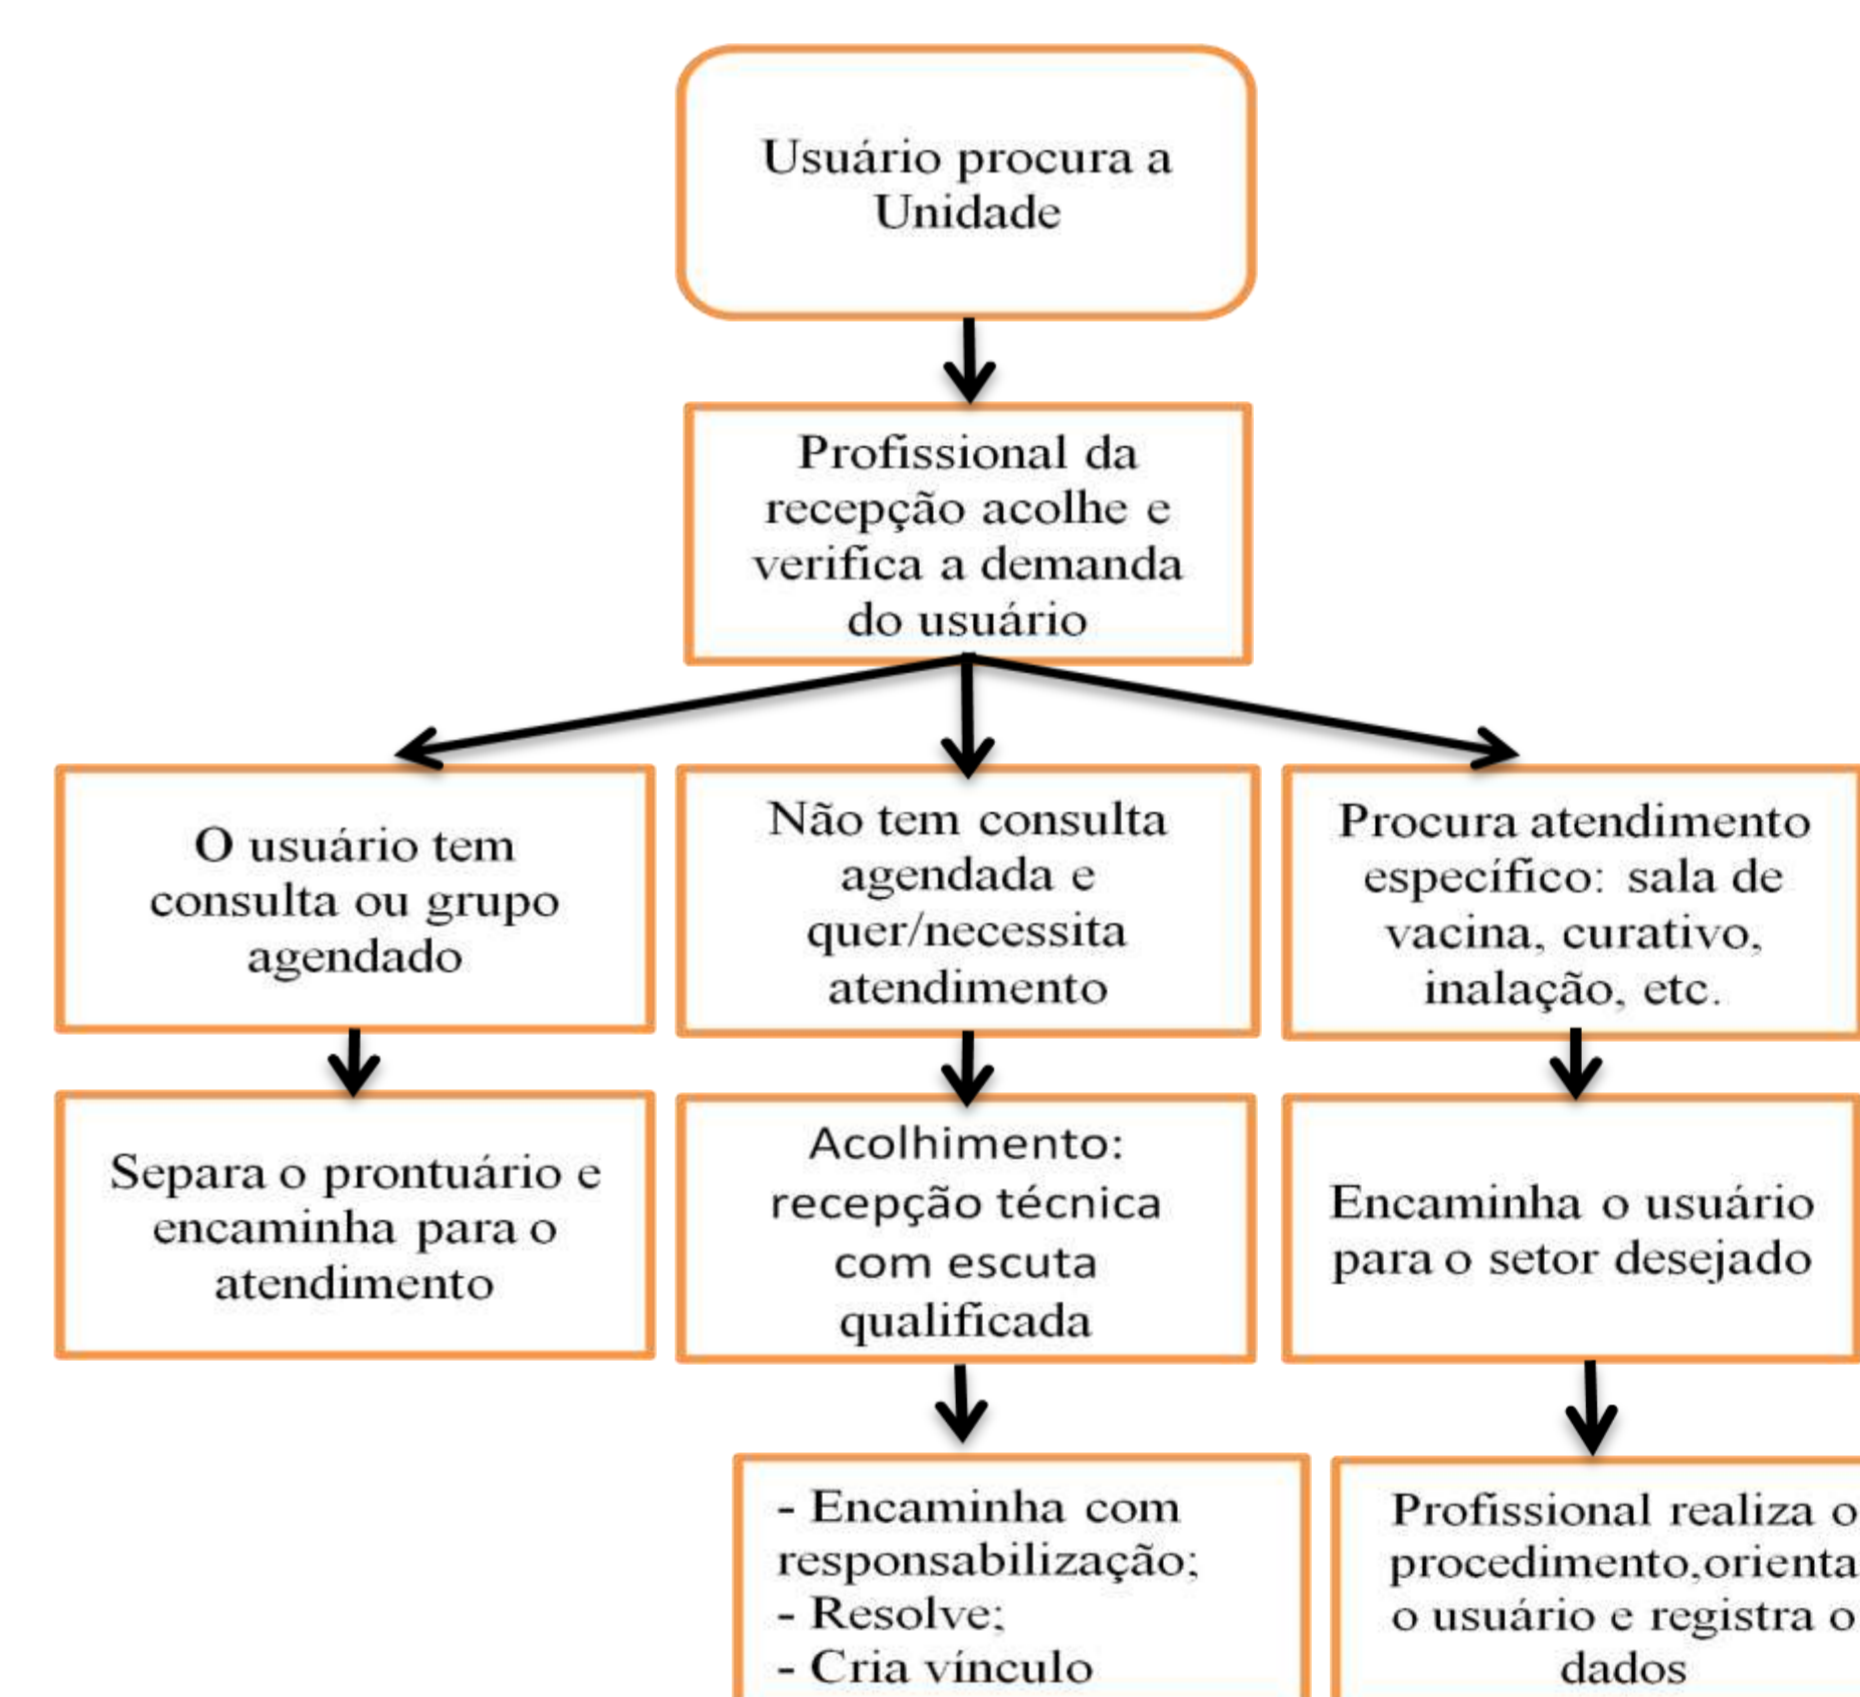 Usuário procura a
Unidade
Profissional da
recepção acolhe e
verifica a demanda
do usuário
O usuário tem
consulta ou grupo
agendado
Não tem consulta
agendada e
quer/necessita
atendimento
Procura atendimento
específico: sala de
vacina, curativo,
inalação, etc.
Separa o prontuário e
encaminha para o
atendimento
Acolhimento:
recepção técnica
com escuta
qualificada
Encaminha o usuário
para o setor desejado
- Encaminha com
responsabilização;
- Resolve;
- Cria vínculo
Profissional realiza o
procedimento,orienta
o usuário e registra o
dados